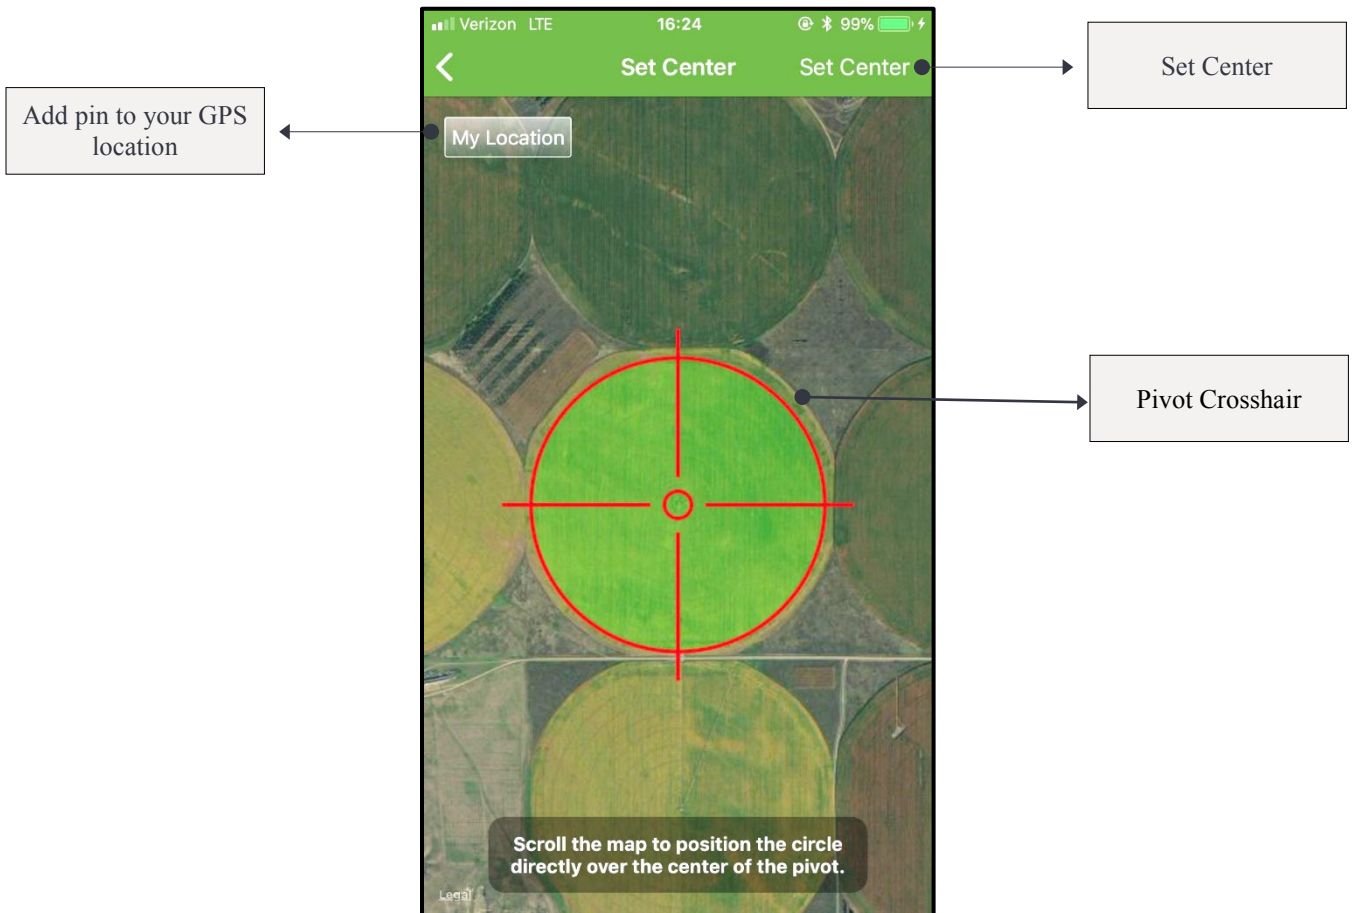 Verizon LTE 16:24 99%
Set Center Set Center
Set Center
Add pin to your GPS
location
My Location
Pivot Crosshair
Scroll the map to position the circle
directly over the center of the pivot.
Legal